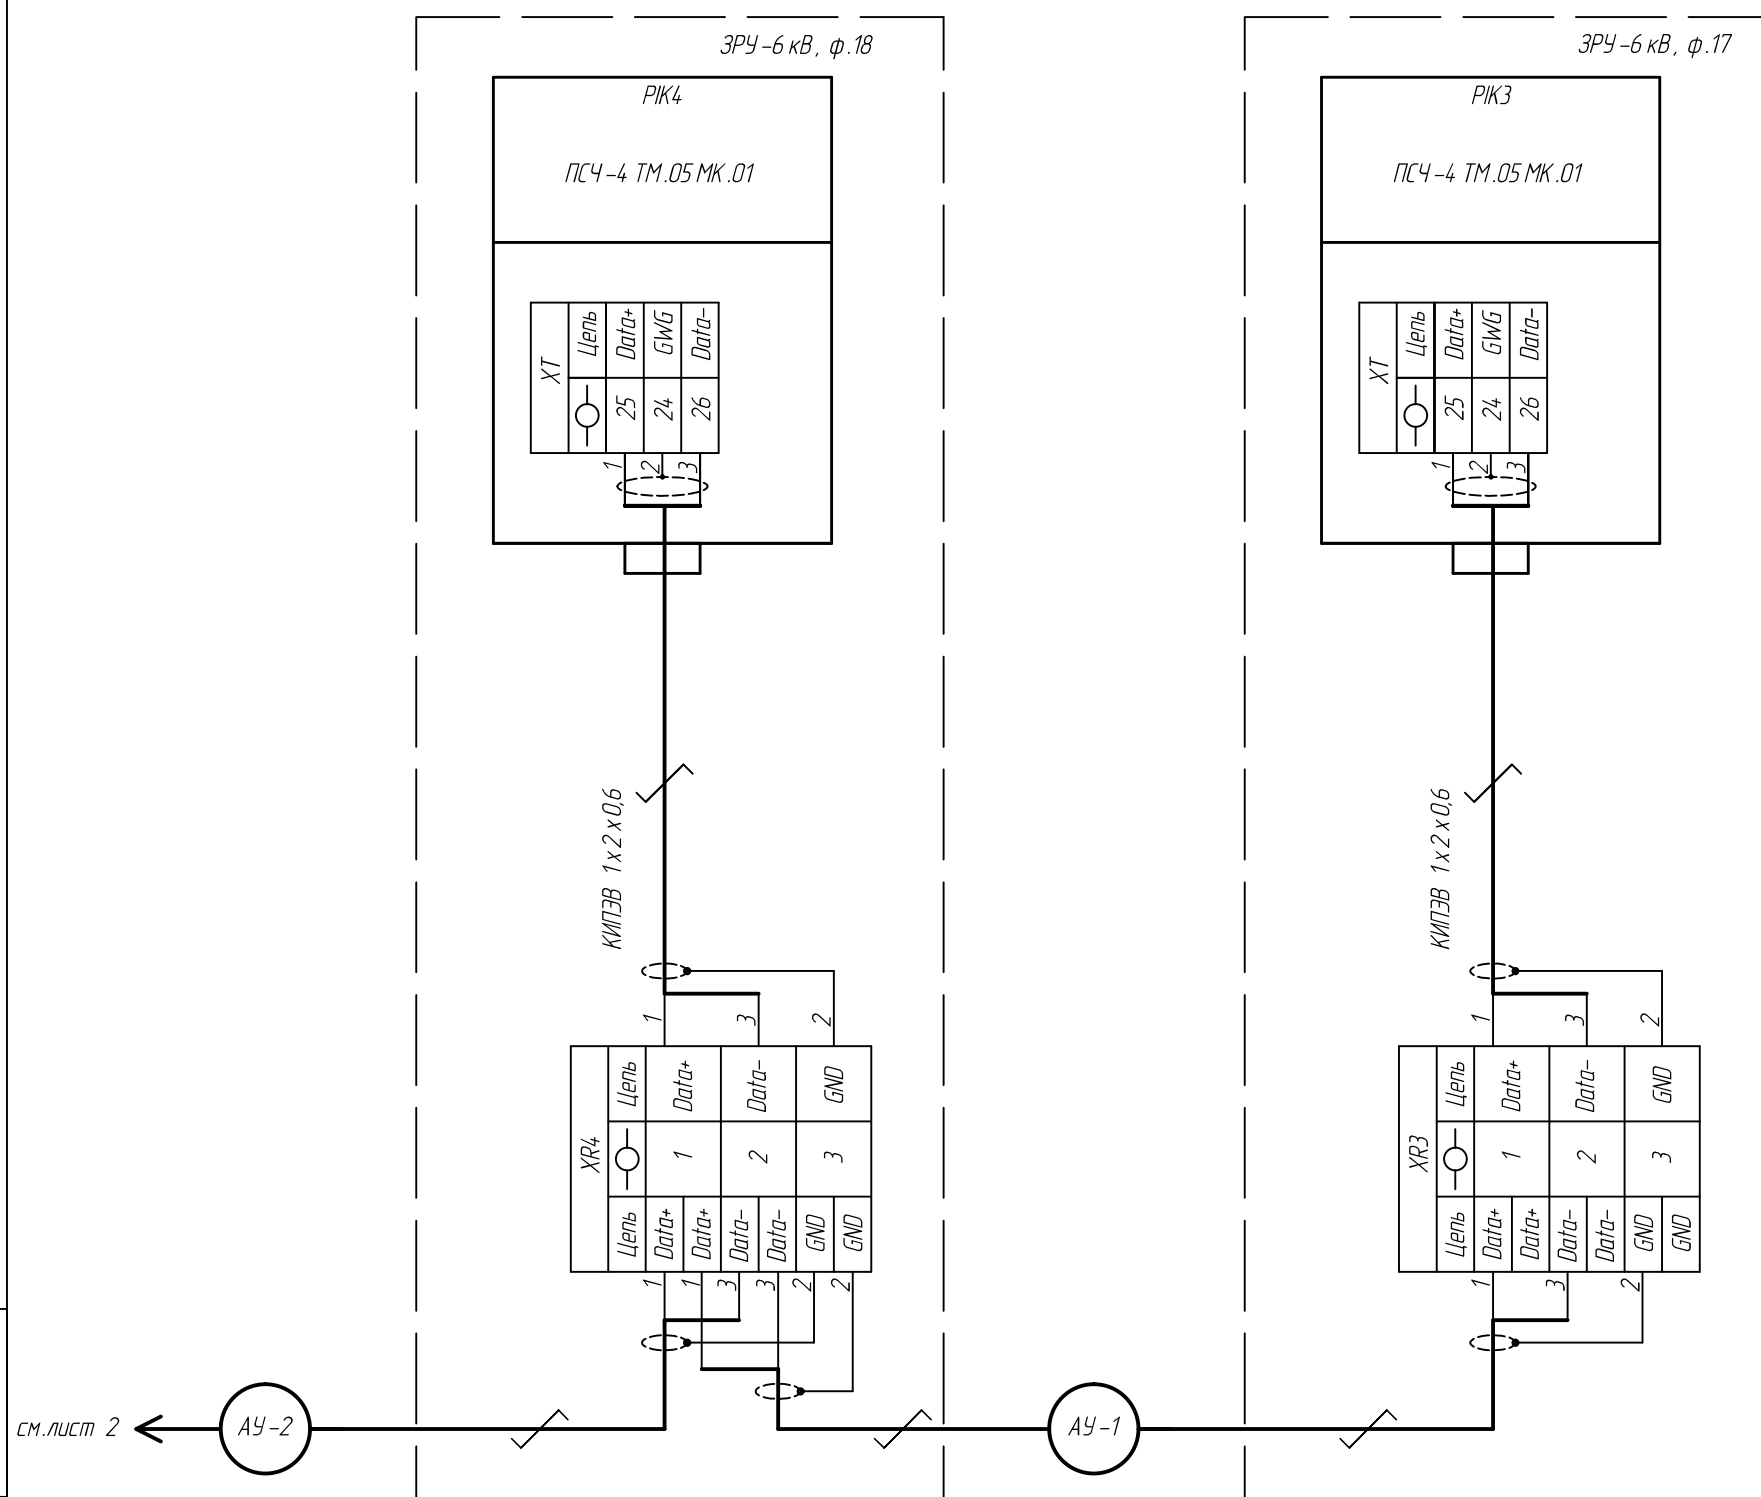 ЗРУ-6 кВ, ф.18
PIK4
ПСЧ-4 ТМ.05 МК.01
XT
Цепь
Data+
GWG
Data-
25
24
26
1
2
3
КИПЭВ 1х2х0,6
1
3
2
XR4
Цепь
Data+
Data-
GND
1
2
3
Цепь
Data+
Data+
Data-
Data-
GND
GND
1
1
3
3
2
2
см.лист 2
АУ-2
АУ-1
ЗРУ-6 кВ, ф.17
PIK3
ПСЧ-4 ТМ.05 МК.01
XT
Цепь
Data+
GWG
Data-
25
24
26
1
2
3
КИПЭВ 1х2х0,6
1
3
2
XR3
Цепь
Data+
Data-
GND
1
2
3
Цепь
Data+
Data+
Data-
Data-
GND
GND
1
3
2